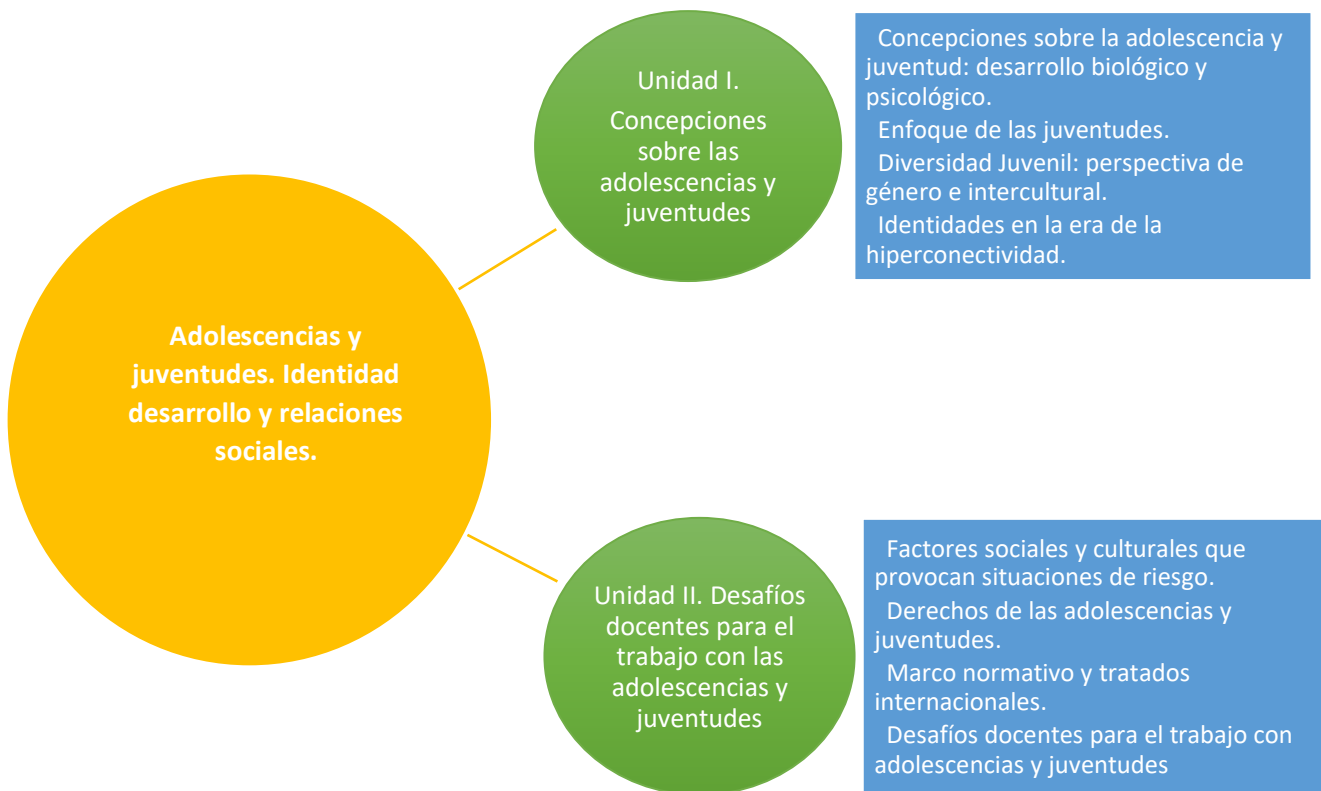 Adolescencias y
juventudes. Identidad
desarrollo y relaciones
sociales.
Unidad I.
Concepciones
sobre las
adolescencias y
juventudes
Concepciones sobre la adolescencia y
juventud: desarrollo biológico y
psicológico.
Enfoque de las juventudes.
Diversidad Juvenil: perspectiva de
género e intercultural.
Identidades en la era de la
hiperconectividad.
Unidad II. Desafíos
docentes para el
trabajo con las
adolescencias y
juventudes
Factores sociales y culturales que
provocan situaciones de riesgo.
Derechos de las adolescencias y
juventudes.
Marco normativo y tratados
internacionales.
Desafíos docentes para el trabajo con
adolescencias y juventudes